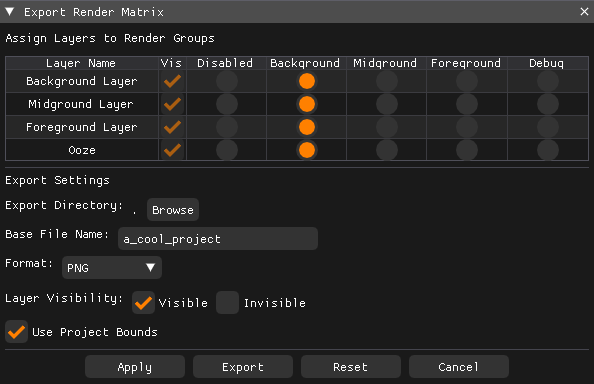 Export Render Matrix
Assign Layers to Render Groups
Layer Name Vis Disabled Background Midground Foreground Debug
Background Layer
Midground Layer
Foreground Layer
Ooze
Export Settings
Export Directory: . Browse
Base File Name: a_cool_project
Format: PNG
Layer Visibility: Visible Invisible
Use Project Bounds
Apply Export Reset Cancel